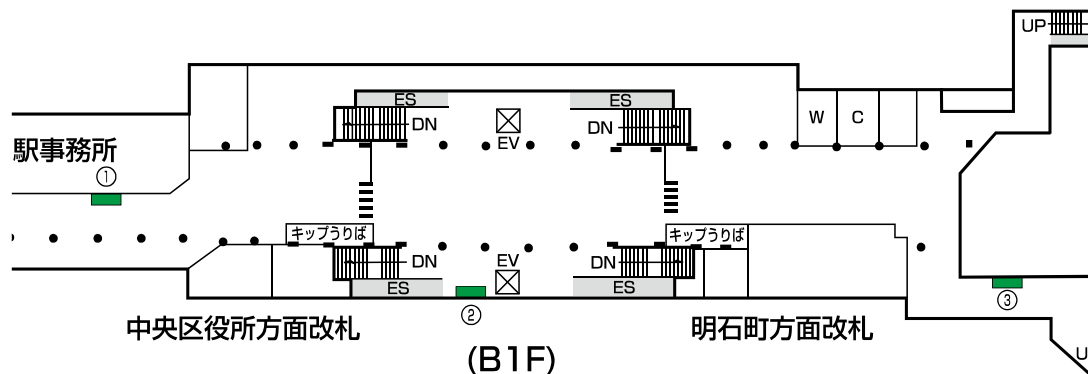 UP
ES
ES
DN
DN
EV
W
C
駅事務所
①
キップうりば
キップうりば
DN
EV
DN
ES
ES
②
③
中央区役所方面改札
明石町方面改札
(B1F)
U